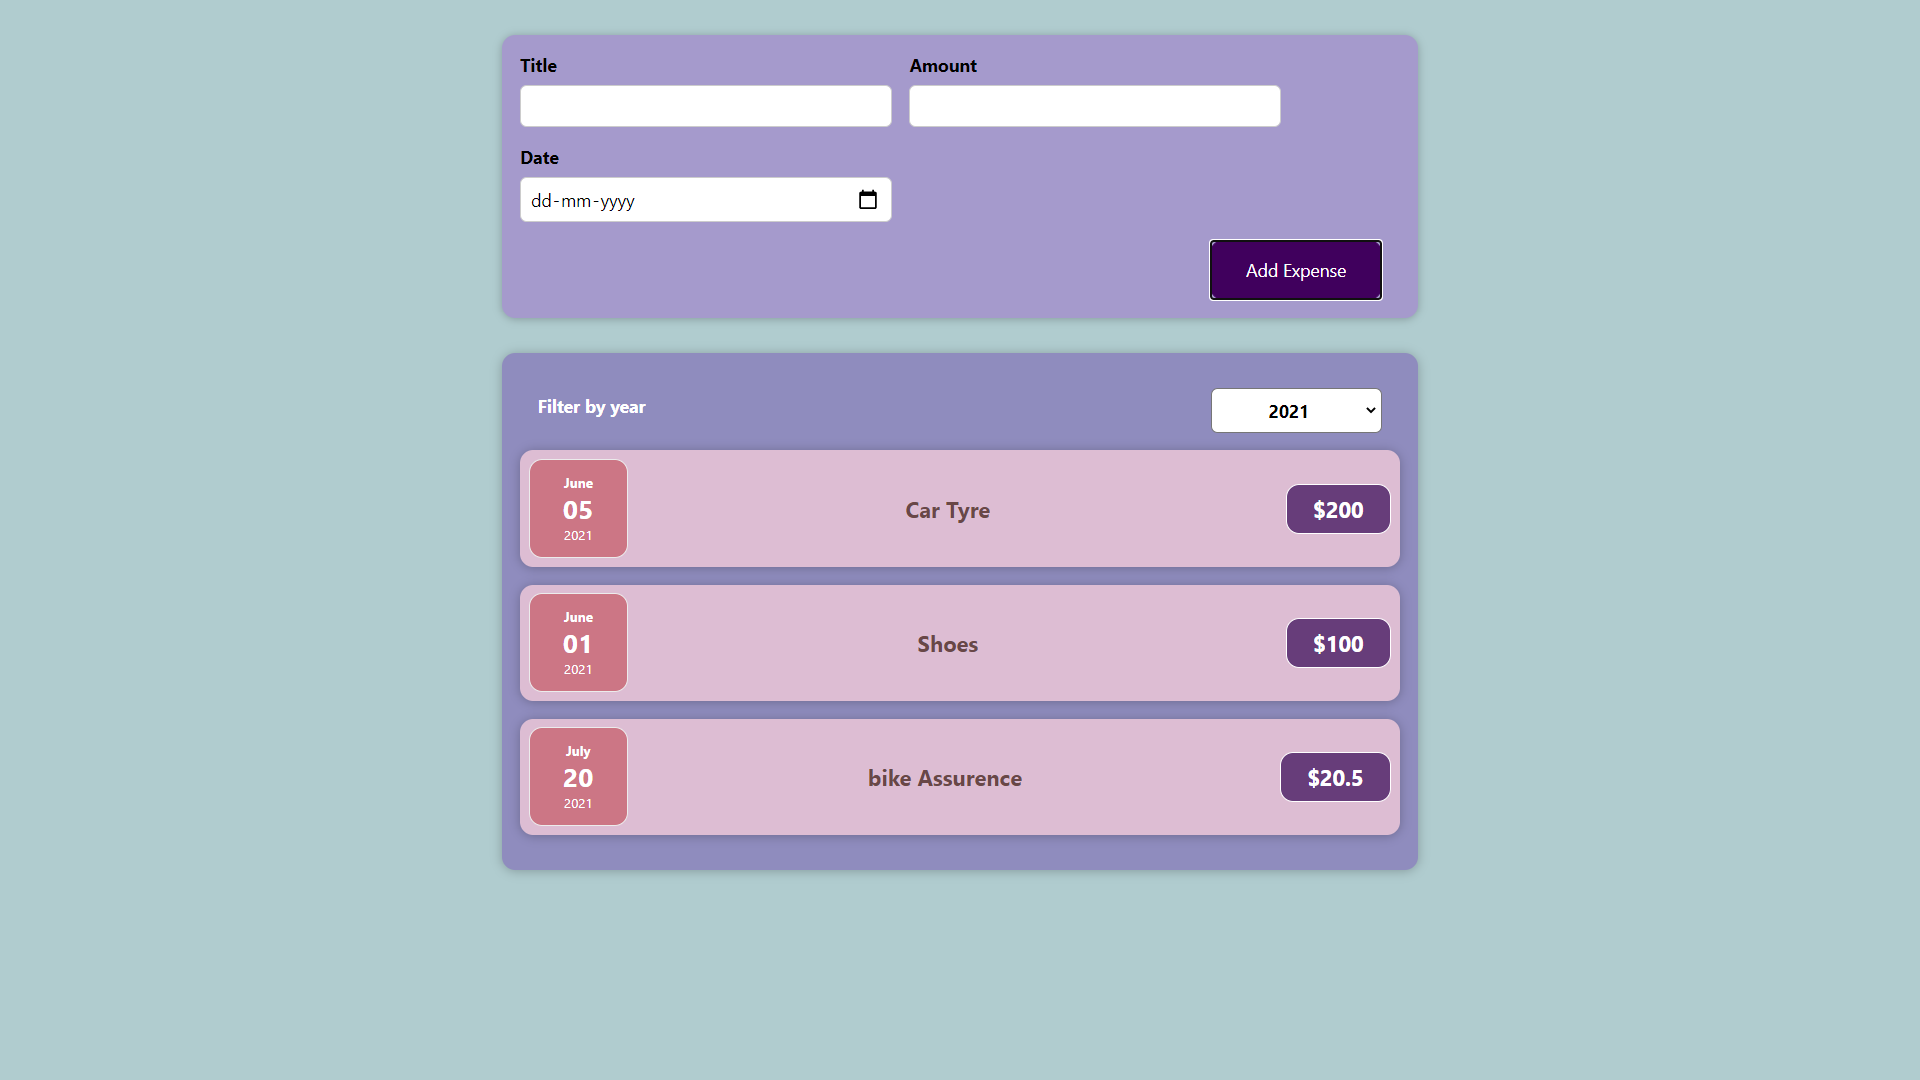 Title
Amount
Date
dd-mm-yyyy
Add Expense
Filter by year
2021
June
05
2021
Car Tyre
$200
June
01
2021
Shoes
$100
July
20
2021
bike Assurence
$20.5